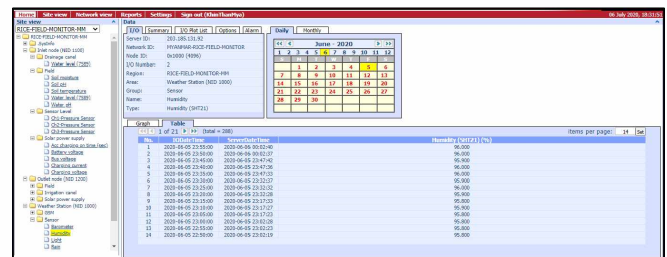 Home Site view Network view Reports Settings Sign out (KhinThanMyo) 06 July 2020, 10:31:53
Site view
RICE-FIELD-MONITOR-MM
RICE-FIELD-MONITOR-MM
.SysInfo
Inlet node (NID 1100)
Drainage canal
Water level (7585)
Field
Soil moisture
Soil pH
Soil temperature
Water level (7585)
Water pH
Sensor Level
Ch1-Pressure Sensor
Ch2-Pressure Sensor
Ch3-Pressure Sensor
Solar power supply
Acc charging on time (sec)
Battery voltage
Bus voltage
Charging current
Charging voltage
Outlet node (NID 1200)
Field
Irrigation canal
Solar power supply
Weather Station (NID 1000)
Sensor
Barometer
Humidity
Light
Rain
Data
I/O Summary I/O Plot List Options Alarm
Server ID: 203.185.131.92
Network ID: MYANMAR-RICE-FIELD-MONITOR
Node ID: 0x1000 (4096)
I/O Number: 2
Region: RICE-FIELD-MONITOR-MM
Area: Weather Station (NID 1000)
Group: Sensor
Name: Humidity
Type: Humidity (SHT21)
Daily Monthly
June - 2020
1 2 3 4 5 6 7 8 9 10 11 12
1 2 3 4 5 6
7 8 9 10 11 12 13
14 15 16 17 18 19 20
21 22 23 24 25 26 27
28 29 30
Graph Table
1 of 21 (total = 288) items per page: 14 Set
No. IODateTime ServerDateTime Humidity (SHT21) (%)
1 2020-06-05 23:55:00 2020-06-06 00:02:40 96.000
2 2020-06-05 23:50:00 2020-06-06 00:02:37 96.000
3 2020-06-05 23:45:00 2020-06-05 23:47:42 95.900
4 2020-06-05 23:40:00 2020-06-05 23:47:36 96.000
5 2020-06-05 23:35:00 2020-06-05 23:47:33 96.000
6 2020-06-05 23:30:00 2020-06-05 23:32:37 96.000
7 2020-06-05 23:25:00 2020-06-05 23:32:32 96.000
8 2020-06-05 23:20:00 2020-06-05 23:32:28 95.900
9 2020-06-05 23:15:00 2020-06-05 23:17:33 95.800
10 2020-06-05 23:10:00 2020-06-05 23:17:27 95.900
11 2020-06-05 23:05:00 2020-06-05 23:17:23 95.800
12 2020-06-05 23:00:00 2020-06-05 23:02:28 95.800
13 2020-06-05 22:55:00 2020-06-05 23:02:23 95.800
14 2020-06-05 22:50:00 2020-06-05 23:02:19 95.800